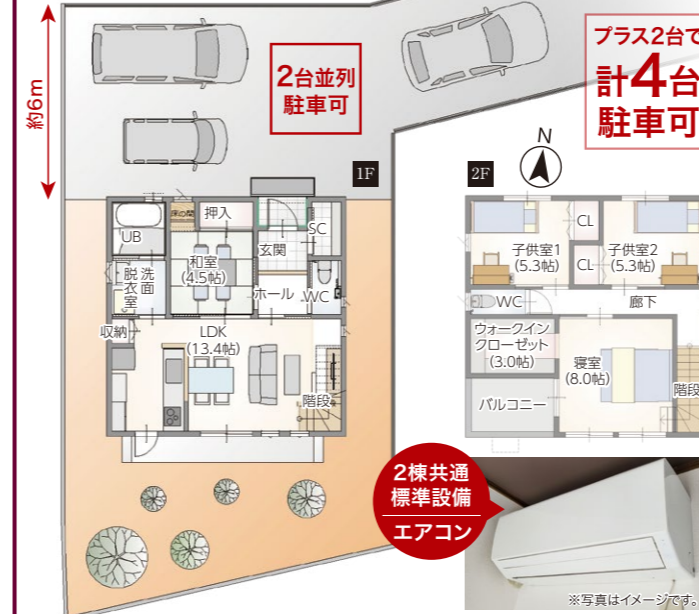 約6m
2台並列
駐車可
プラス2台で
計4台
駐車可
1F
UB
床の間
押入
SC
玄関
和室
(4.5帖)
洗面
脱衣室
ホール
WC
収納
LDK
(13.4帖)
階段
N
2F
CL
子供室1
(5.3帖)
CL
子供室2
(5.3帖)
WC
廊下
ウォークイン
クローゼット
(3.0帖)
寝室
(8.0帖)
階段
バルコニー
2棟共通
標準設備
エアコン
※写真はイメージです。